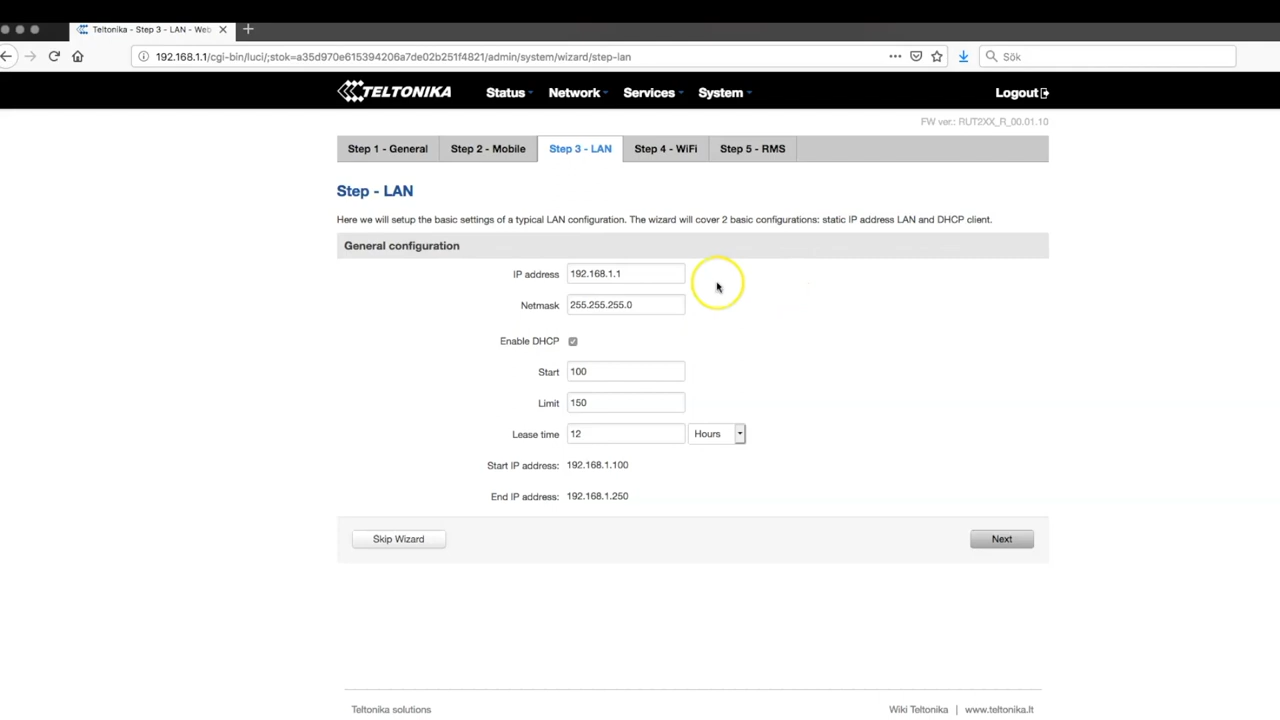 Teltonika - Step 3 - LAN - Web
192.168.1.1/cgi-bin/luci/;stok=a35d970e615394206a7de02b251f4821/admin/system/wizard/step-lan
Sök
TELTONIKA Status Network Services System Logout
FW ver.: RUT2XX_R_00.01.10
Step 1 - General Step 2 - Mobile Step 3 - LAN Step 4 - WiFi Step 5 - RMS
Step - LAN
Here we will setup the basic settings of a typical LAN configuration. The wizard will cover 2 basic configurations: static IP address LAN and DHCP client.
General configuration
IP address 192.168.1.1
Netmask 255.255.255.0
Enable DHCP
Start 100
Limit 150
Lease time 12 Hours
Start IP address: 192.168.1.100
End IP address: 192.168.1.250
Skip Wizard Next
Teltonika solutions Wiki Teltonika | www.teltonika.lt